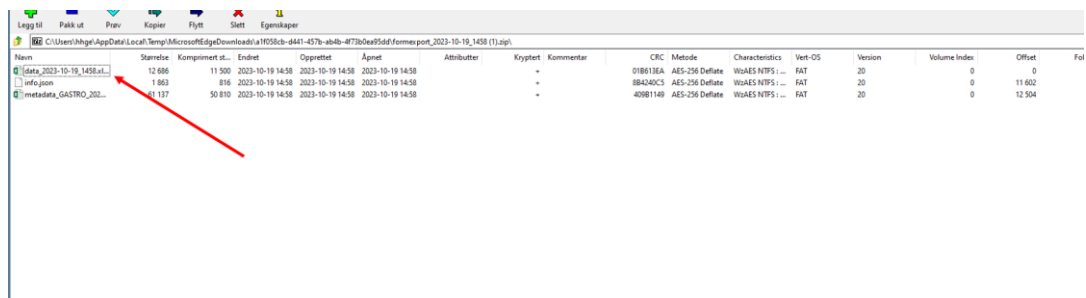 Legg til Pakk ut Prøv Kopier Flytt Slett Egenskaper
C:\Users\hhge\AppData\Local\Temp\MicrosoftEdgeDownloads\a1f058cb-d441-457b-ab4b-4f73b0ea95dd\formexport_2023-10-19_1458 (1).zip\
Navn Størrelse Komprimert st... Endret Opprettet Åpnet Attributter Kryptert Kommentar CRC Metode Characteristics Vert-OS Version Volume Index Offset Fol
data_2023-10-19_1458.xl... 12 686 11 500 2023-10-19 14:58 2023-10-19 14:58 2023-10-19 14:58 + 01B613EA AES-256 Deflate WzAES NTFS : ... FAT 20 0 0
info.json 1 863 816 2023-10-19 14:58 2023-10-19 14:58 2023-10-19 14:58 + 8B4240C5 AES-256 Deflate WzAES NTFS : ... FAT 20 0 11 602
metadata_GASTRO_202... 61 137 50 810 2023-10-19 14:58 2023-10-19 14:58 2023-10-19 14:58 + 409B1149 AES-256 Deflate WzAES NTFS : ... FAT 20 0 12 504